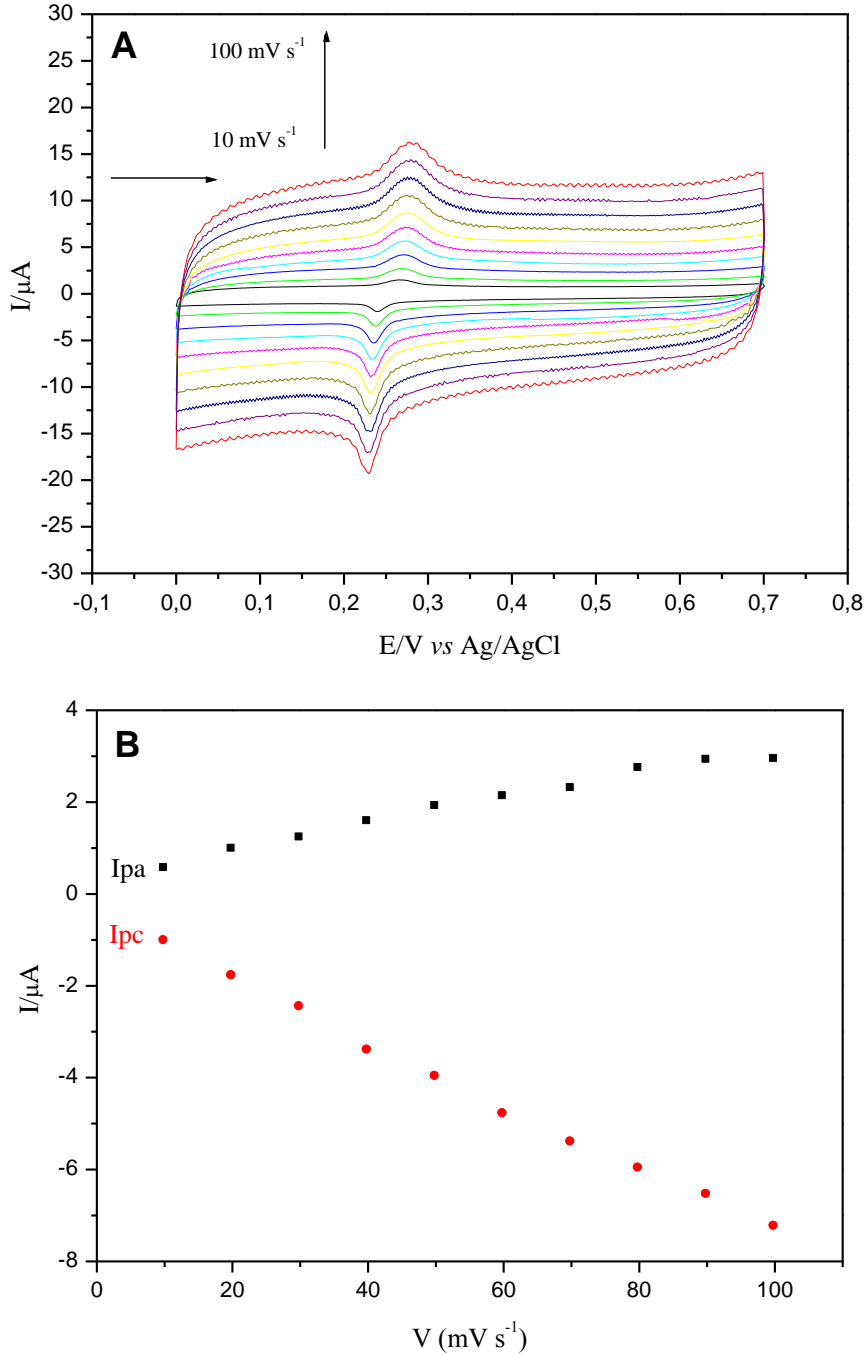 A
100 mV s-1
10 mV s-1
30
25
20
15
10
5
0
-5
-10
-15
-20
-25
-30
I/μA
-0,1 0,0 0,1 0,2 0,3 0,4 0,5 0,6 0,7 0,8
E/V vs Ag/AgCl
B
4
2
0
-2
-4
-6
-8
Ipa
Ipc
I/μA
0 20 40 60 80 100
V (mV s-1)